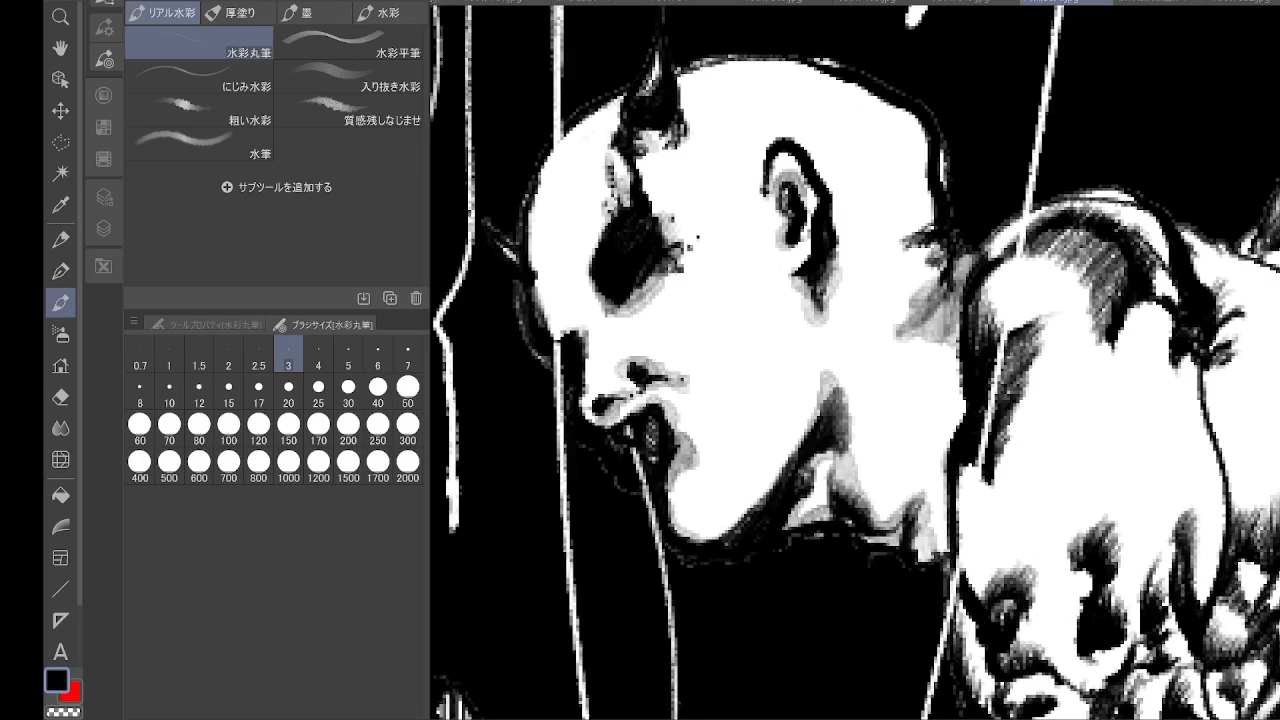 リアル水彩 厚塗り 墨 水彩
水彩丸筆 水彩平筆
にじみ水彩 入り抜き水彩
粗い水彩 質感残しなじませ
水筆
サブツールを追加する
ツールプロパティ[水彩丸筆] ブラシサイズ[水彩丸筆]
0.7 1 1.5 2 2.5 3 4 5 6 7
8 10 12 15 17 20 25 30 40 50
60 70 80 100 120 150 170 200 250 300
400 500 600 700 800 1000 1200 1500 1700 2000
A